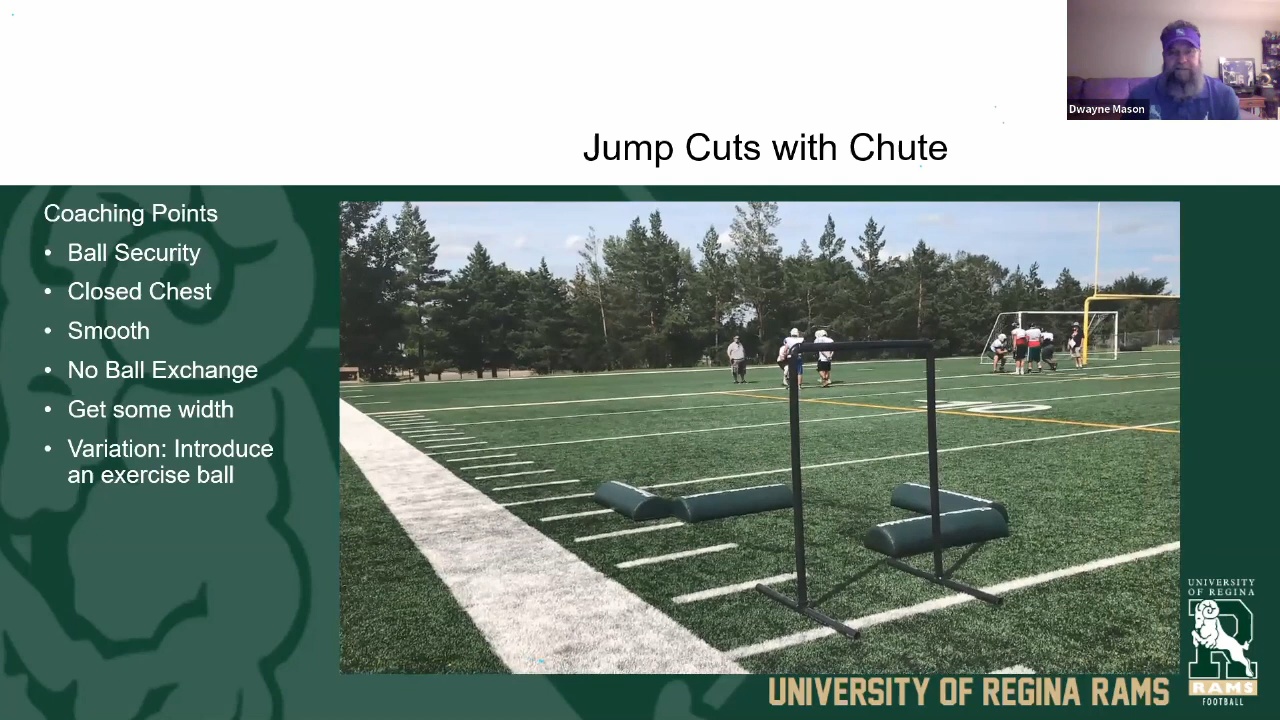 Dwayne Mason
Jump Cuts with Chute
Coaching Points
• Ball Security
• Closed Chest
• Smooth
• No Ball Exchange
• Get some width
• Variation: Introduce
an exercise ball
UNIVERSITY
OF REGINA
R
RAMS
FOOTBALL
UNIVERSITY OF REGINA RAMS